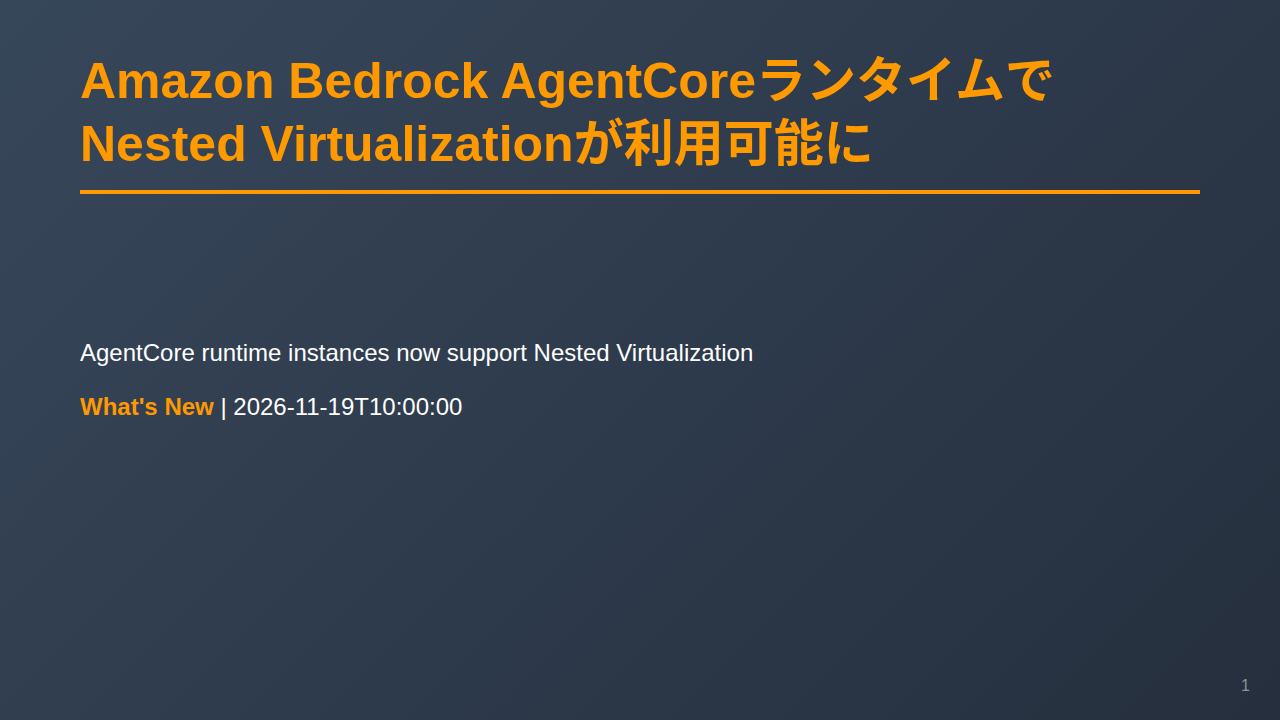 Amazon Bedrock AgentCoreランタイムで
Nested Virtualizationが利用可能に
AgentCore runtime instances now support Nested Virtualization
What's New | 2026-11-19T10:00:00
1